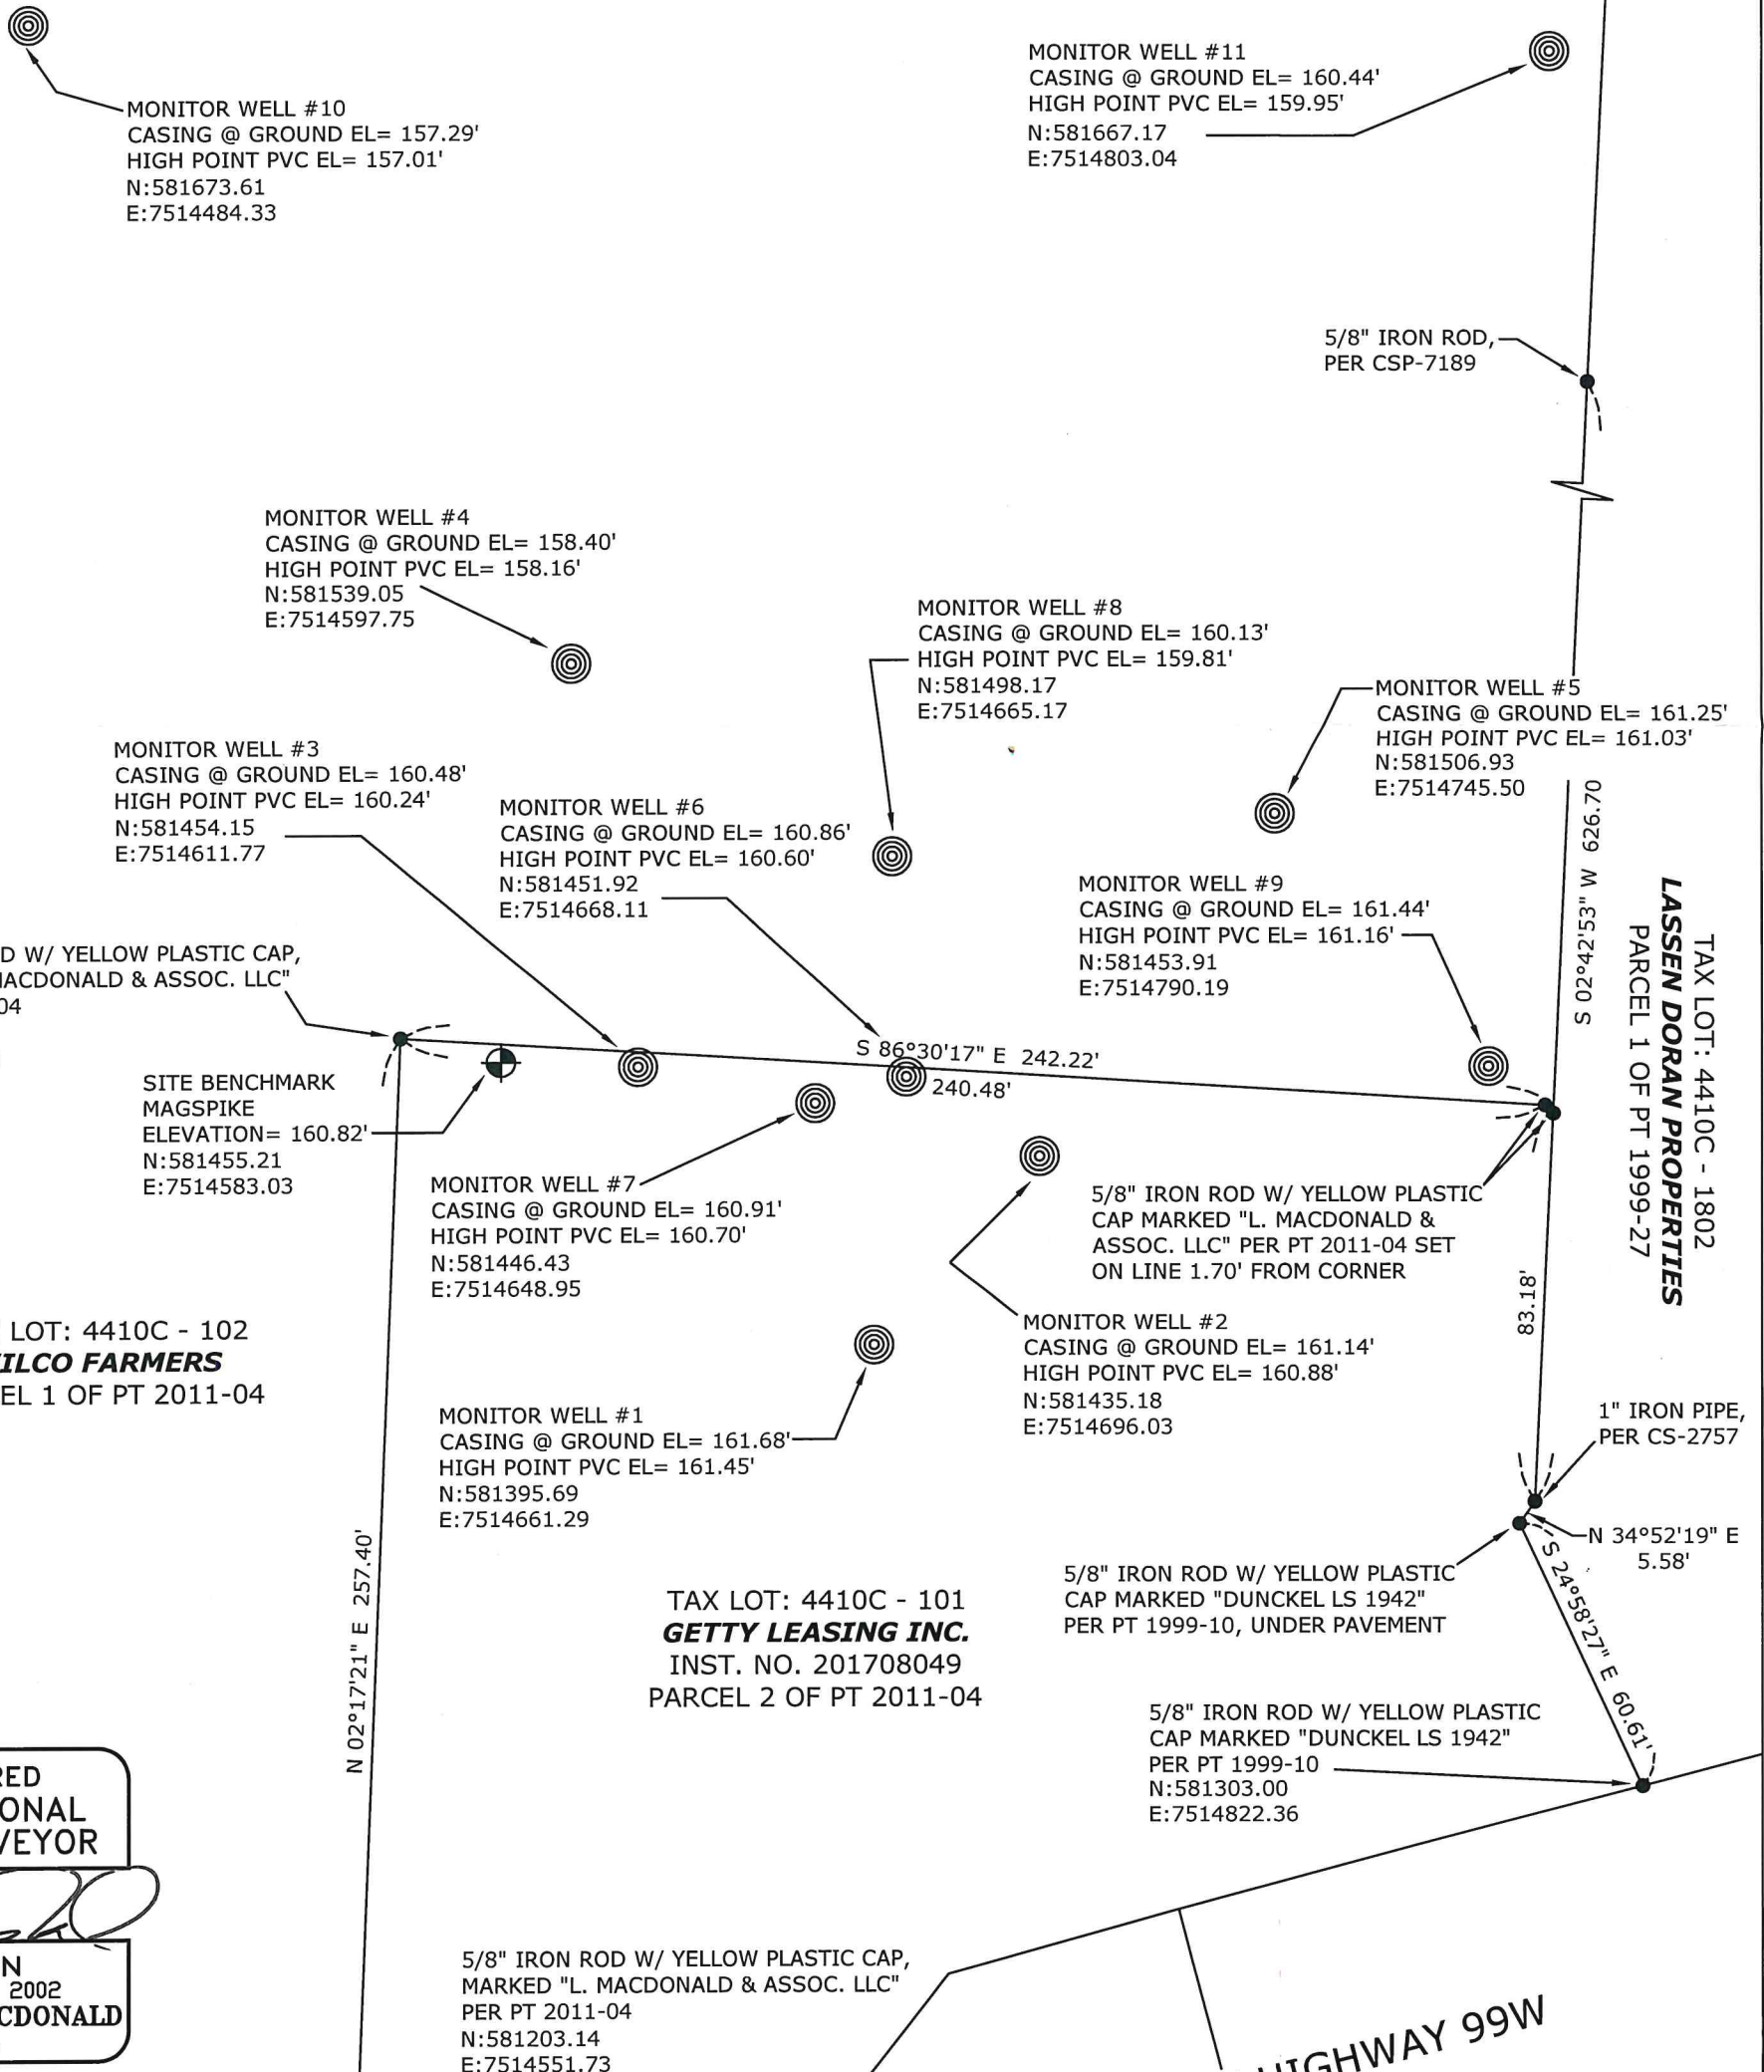 MONITOR WELL #10
CASING @ GROUND EL= 157.29'
HIGH POINT PVC EL= 157.01'
N:581673.61
E:7514484.33
MONITOR WELL #11
CASING @ GROUND EL= 160.44'
HIGH POINT PVC EL= 159.95'
N:581667.17
E:7514803.04
5/8" IRON ROD,
PER CSP-7189
MONITOR WELL #4
CASING @ GROUND EL= 158.40'
HIGH POINT PVC EL= 158.16'
N:581539.05
E:7514597.75
MONITOR WELL #8
CASING @ GROUND EL= 160.13'
HIGH POINT PVC EL= 159.81'
N:581498.17
E:7514665.17
MONITOR WELL #5
CASING @ GROUND EL= 161.25'
HIGH POINT PVC EL= 161.03'
N:581506.93
E:7514745.50
MONITOR WELL #3
CASING @ GROUND EL= 160.48'
HIGH POINT PVC EL= 160.24'
N:581454.15
E:7514611.77
MONITOR WELL #6
CASING @ GROUND EL= 160.86'
HIGH POINT PVC EL= 160.60'
N:581451.92
E:7514668.11
MONITOR WELL #9
CASING @ GROUND EL= 161.44'
HIGH POINT PVC EL= 161.16'
N:581453.91
E:7514790.19
S 02°42'53" W 626.70
TAX LOT: 4410C - 1802
LASSEN DORAN PROPERTIES
PARCEL 1 OF PT 1999-27
D W/ YELLOW PLASTIC CAP,
MACDONALD & ASSOC. LLC"
04
S 86°30'17" E 242.22'
240.48'
SITE BENCHMARK
MAGSPIKE
ELEVATION= 160.82'
N:581455.21
E:7514583.03
MONITOR WELL #7
CASING @ GROUND EL= 160.91'
HIGH POINT PVC EL= 160.70'
N:581446.43
E:7514648.95
5/8" IRON ROD W/ YELLOW PLASTIC
CAP MARKED "L. MACDONALD &
ASSOC. LLC" PER PT 2011-04 SET
ON LINE 1.70' FROM CORNER
83.18'
LOT: 4410C - 102
ILCO FARMERS
EL 1 OF PT 2011-04
MONITOR WELL #2
CASING @ GROUND EL= 161.14'
HIGH POINT PVC EL= 160.88'
N:581435.18
E:7514696.03
MONITOR WELL #1
CASING @ GROUND EL= 161.68'
HIGH POINT PVC EL= 161.45'
N:581395.69
E:7514661.29
1" IRON PIPE,
PER CS-2757
N 34°52'19" E
5.58'
N 02°17'21" E 257.40'
5/8" IRON ROD W/ YELLOW PLASTIC
CAP MARKED "DUNCKEL LS 1942"
PER PT 1999-10, UNDER PAVEMENT
S 24°58'27" E 60.61'
TAX LOT: 4410C - 101
GETTY LEASING INC.
INST. NO. 201708049
PARCEL 2 OF PT 2011-04
5/8" IRON ROD W/ YELLOW PLASTIC
CAP MARKED "DUNCKEL LS 1942"
PER PT 1999-10
N:581303.00
E:7514822.36
RED
ONAL
VEYOR
N
2002
CDONALD
5/8" IRON ROD W/ YELLOW PLASTIC CAP,
MARKED "L. MACDONALD & ASSOC. LLC"
PER PT 2011-04
N:581203.14
E:7514551.73
HIGHWAY 99W